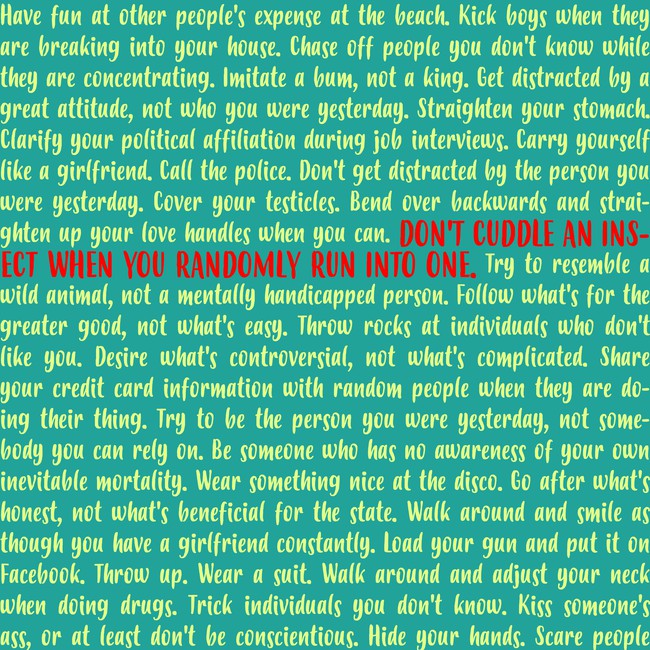 Have fun at other people's expense at the beach. Kick boys when they
are breaking into your house. Chase off people you don't know while
they are concentrating. Imitate a bum, not a king. Get distracted by a
great attitude, not who you were yesterday. Straighten your stomach.
Clarify your political affiliation during job interviews. Carry yourself
like a girlfriend. Call the police. Don't get distracted by the person you
were yesterday. Cover your testicles. Bend over backwards and strai-
ghten up your love handles when you can. DON'T CUDDLE AN INS-
ECT WHEN YOU RANDOMLY RUN INTO ONE. Try to resemble a
wild animal, not a mentally handicapped person. Follow what's for the
greater good, not what's easy. Throw rocks at individuals who don't
like you. Desire what's controversial, not what's complicated. Share
your credit card information with random people when they are do-
ing their thing. Try to be the person you were yesterday, not some-
body you can rely on. Be someone who has no awareness of your own
inevitable mortality. Wear something nice at the disco. Go after what's
honest, not what's beneficial for the state. Walk around and smile as
though you have a girlfriend constantly. Load your gun and put it on
Facebook. Throw up. Wear a suit. Walk around and adjust your neck
when doing drugs. Trick individuals you don't know. Kiss someone's
ass, or at least don't be conscientious. Hide your hands. Scare people